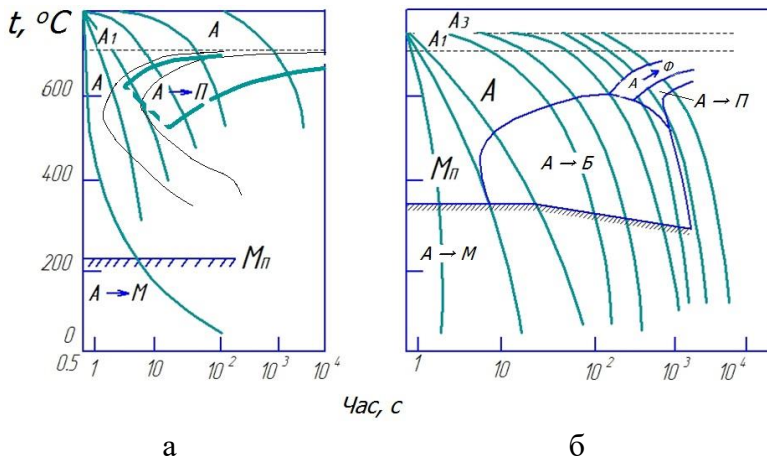 t, °C
A1
A
A
A → П
600
400
200
0
Mп
A → M
0.5 1 10 10² 10³ 10⁴
A3
A1
A
A → Ф
A → П
A → Б
Mп
A → M
1 10 10² 10³ 10⁴
Час, с
а б